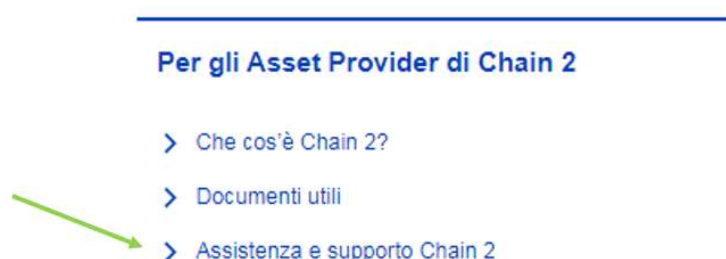 Per gli Asset Provider di Chain 2
Che cos'è Chain 2?
Documenti utili
Assistenza e supporto Chain 2